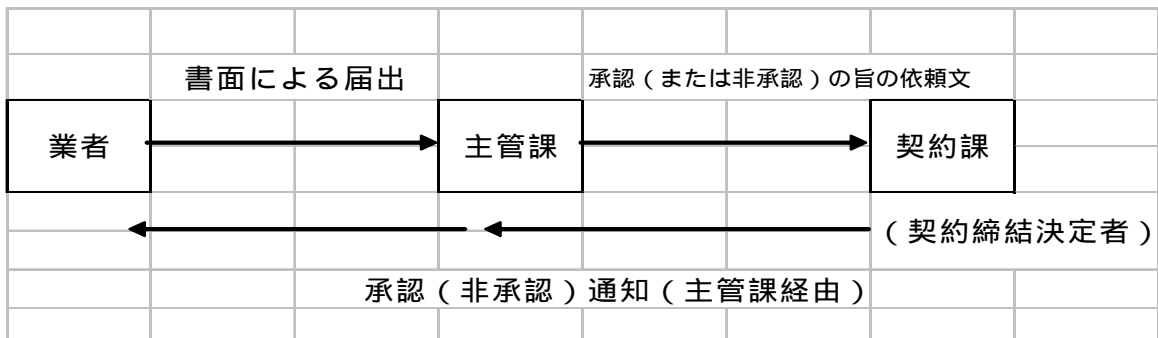 書面による届出
承認（または非承認）の旨の依頼文
業者
主管課
契約課
（契約締結決定者）
承認（非承認）通知（主管課経由）